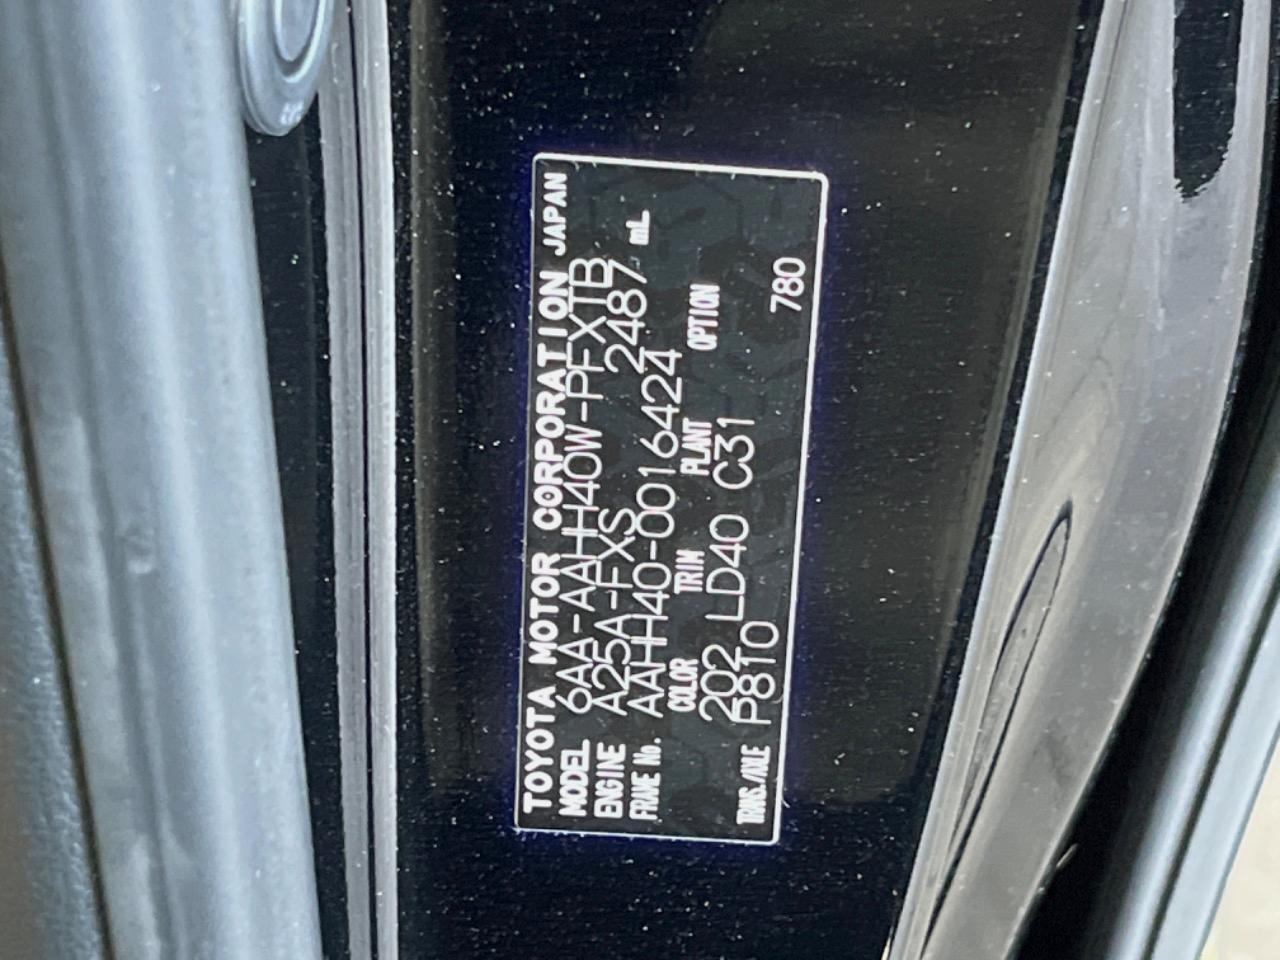 TOYOTA MOTOR CORPORATION JAPAN
MODEL 6AA-AAHH40W-PFXTB
ENGINE A25A-FXS 2487 mL
FRAME No. AAHH40-0016424
COLOR TRIM PLANT OPTION
202 LD40 C31
TRANS./AXLE P810 780